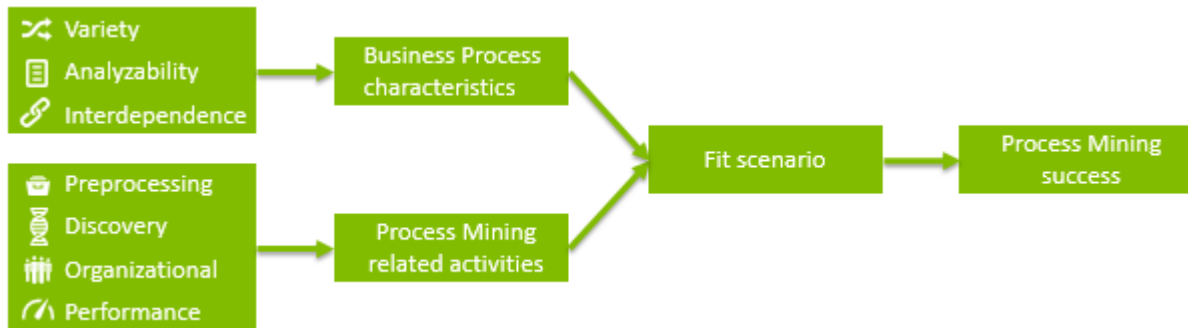 Variety
Analyzability
Interdependence
Business Process
characteristics
Preprocessing
Discovery
Organizational
Performance
Process Mining
related activities
Fit scenario
Process Mining
success